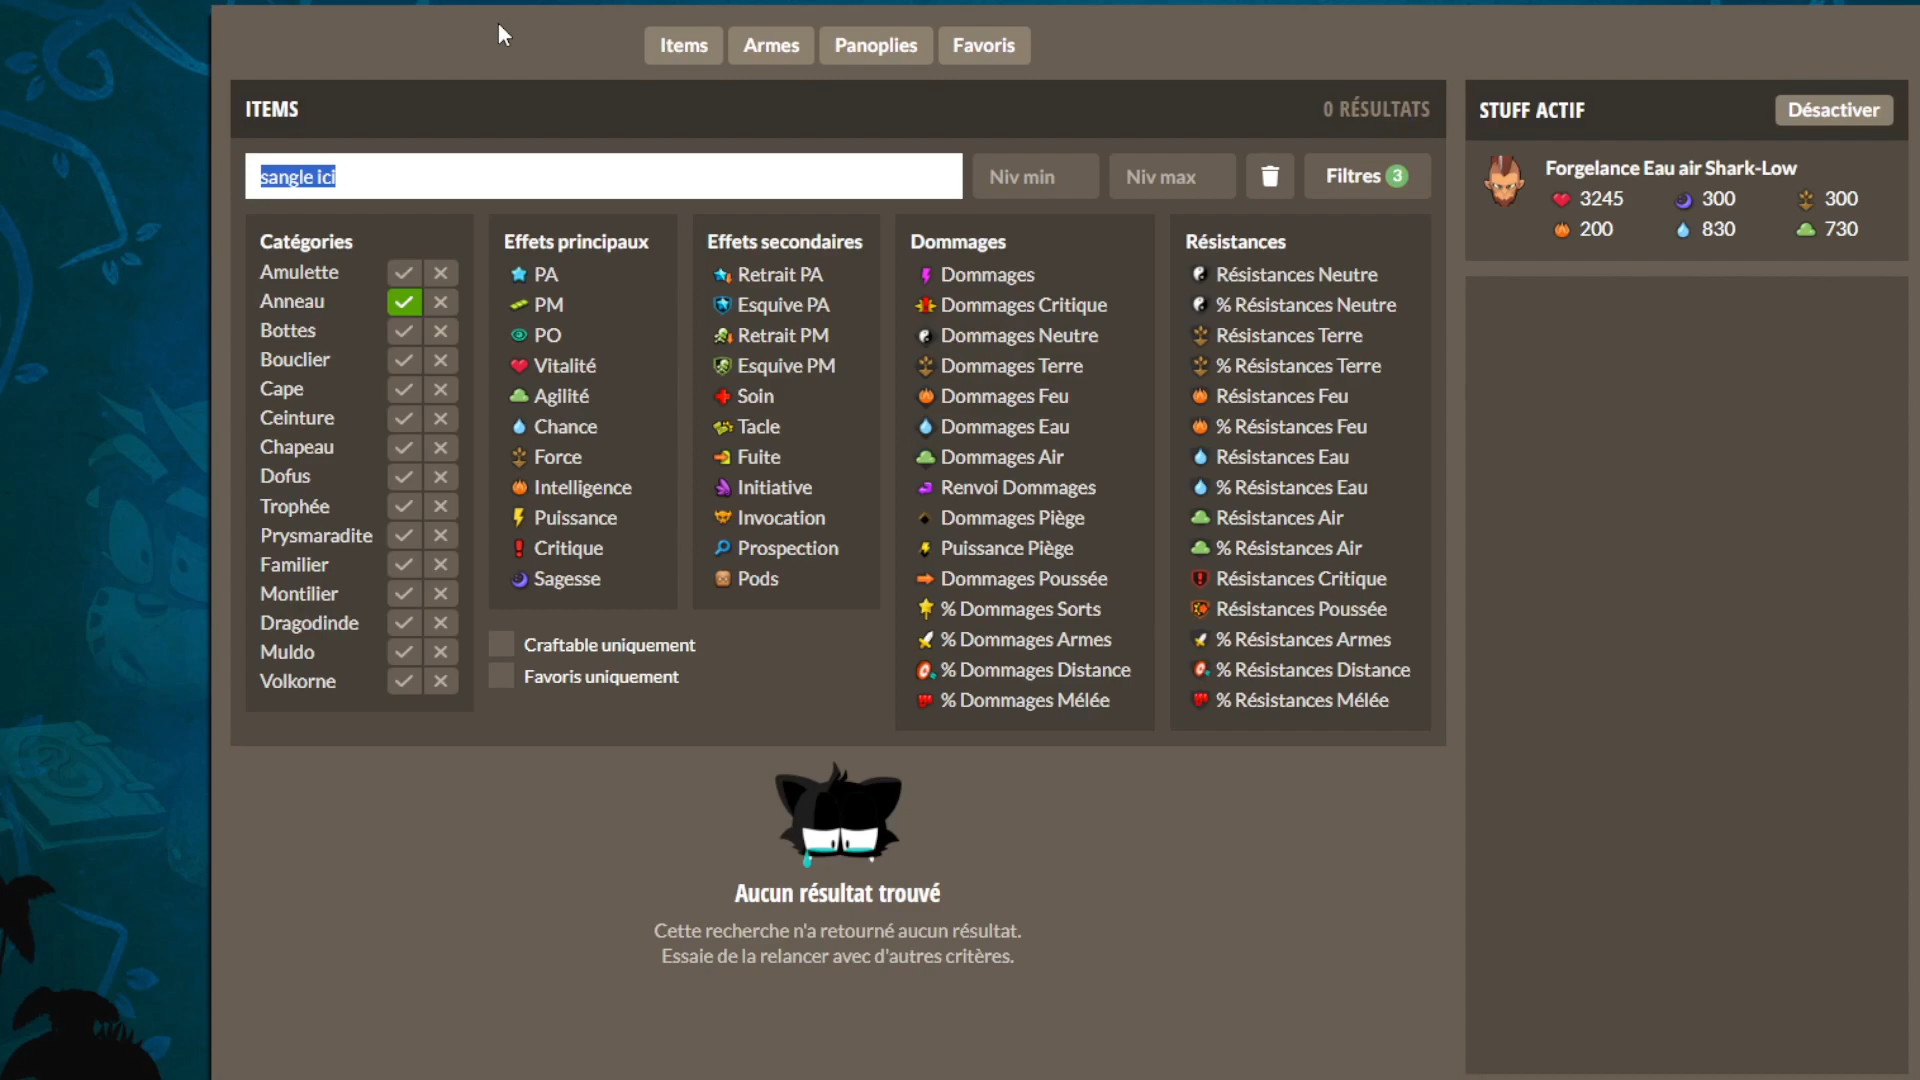 Items
Armes
Panoplies
Favoris
ITEMS
0 RÉSULTATS
sangle ici
Niv min
Niv max
Filtres 3
Catégories
Amulette
Anneau
Bottes
Bouclier
Cape
Ceinture
Chapeau
Dofus
Trophée
Prysmaradite
Familier
Montilier
Dragodinde
Muldo
Volkorne
Effets principaux
PA
PM
PO
Vitalité
Agilité
Chance
Force
Intelligence
Puissance
Critique
Sagesse
Effets secondaires
Retrait PA
Esquive PA
Retrait PM
Esquive PM
Soin
Tacle
Fuite
Initiative
Invocation
Prospection
Pods
Craftable uniquement
Favoris uniquement
Dommages
Dommages
Dommages Critique
Dommages Neutre
Dommages Terre
Dommages Feu
Dommages Eau
Dommages Air
Renvoi Dommages
Dommages Piège
Puissance Piège
Dommages Poussée
% Dommages Sorts
% Dommages Armes
% Dommages Distance
% Dommages Mélée
Résistances
Résistances Neutre
% Résistances Neutre
Résistances Terre
% Résistances Terre
Résistances Feu
% Résistances Feu
Résistances Eau
% Résistances Eau
Résistances Air
% Résistances Air
Résistances Critique
Résistances Poussée
% Résistances Armes
% Résistances Distance
% Résistances Mélée
Aucun résultat trouvé
Cette recherche n'a retourné aucun résultat.
Essaie de la relancer avec d'autres critères.
STUFF ACTIF
Désactiver
Forgelance Eau air Shark-Low
3245 300 300
200 830 730